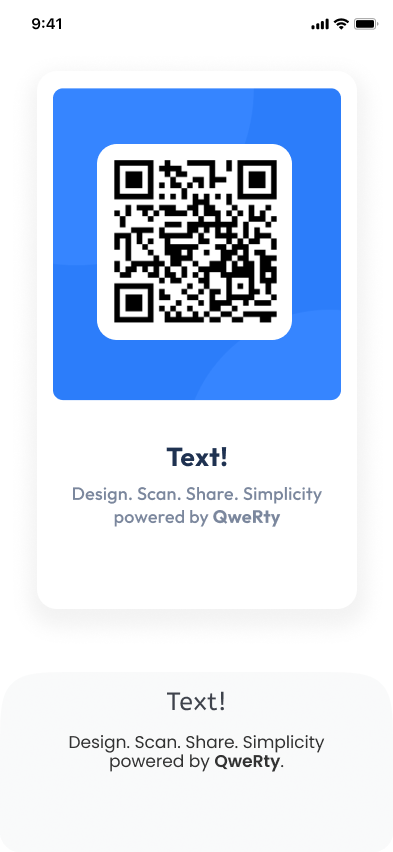 9:41
Text!
Design. Scan. Share. Simplicity
powered by QweRty
Text!
Design. Scan. Share. Simplicity
powered by QweRty.